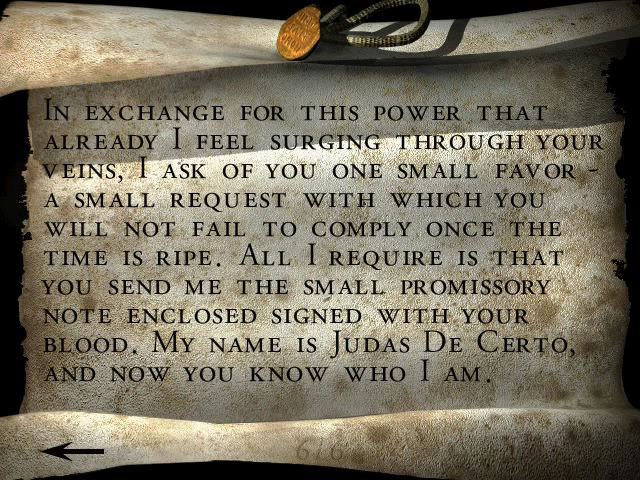 In exchange for this power that
already I feel surging through your
veins, I ask of you one small favor -
a small request with which you
will not fail to comply once the
time is ripe. All I require is that
you send me the small promissory
note enclosed signed with your
blood. My name is Judas De Certo,
and now you know who I am.
6/6